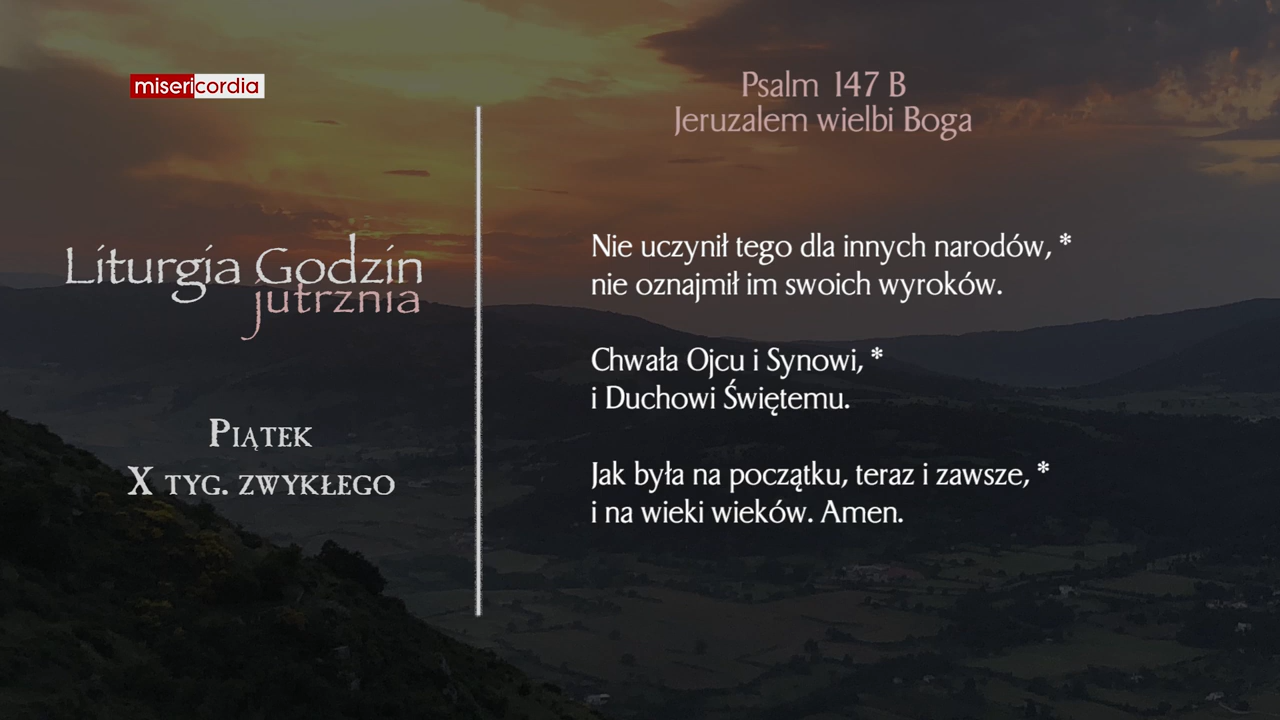 misericordia
Liturgia Godzin
jutrznia
Piątek
X tyg. zwykłego
Psalm 147 B
Jeruzalem wielbi Boga
Nie uczynił tego dla innych narodów, *
nie oznajmił im swoich wyroków.
Chwała Ojcu i Synowi, *
i Duchowi Świętemu.
Jak była na początku, teraz i zawsze, *
i na wieki wieków. Amen.